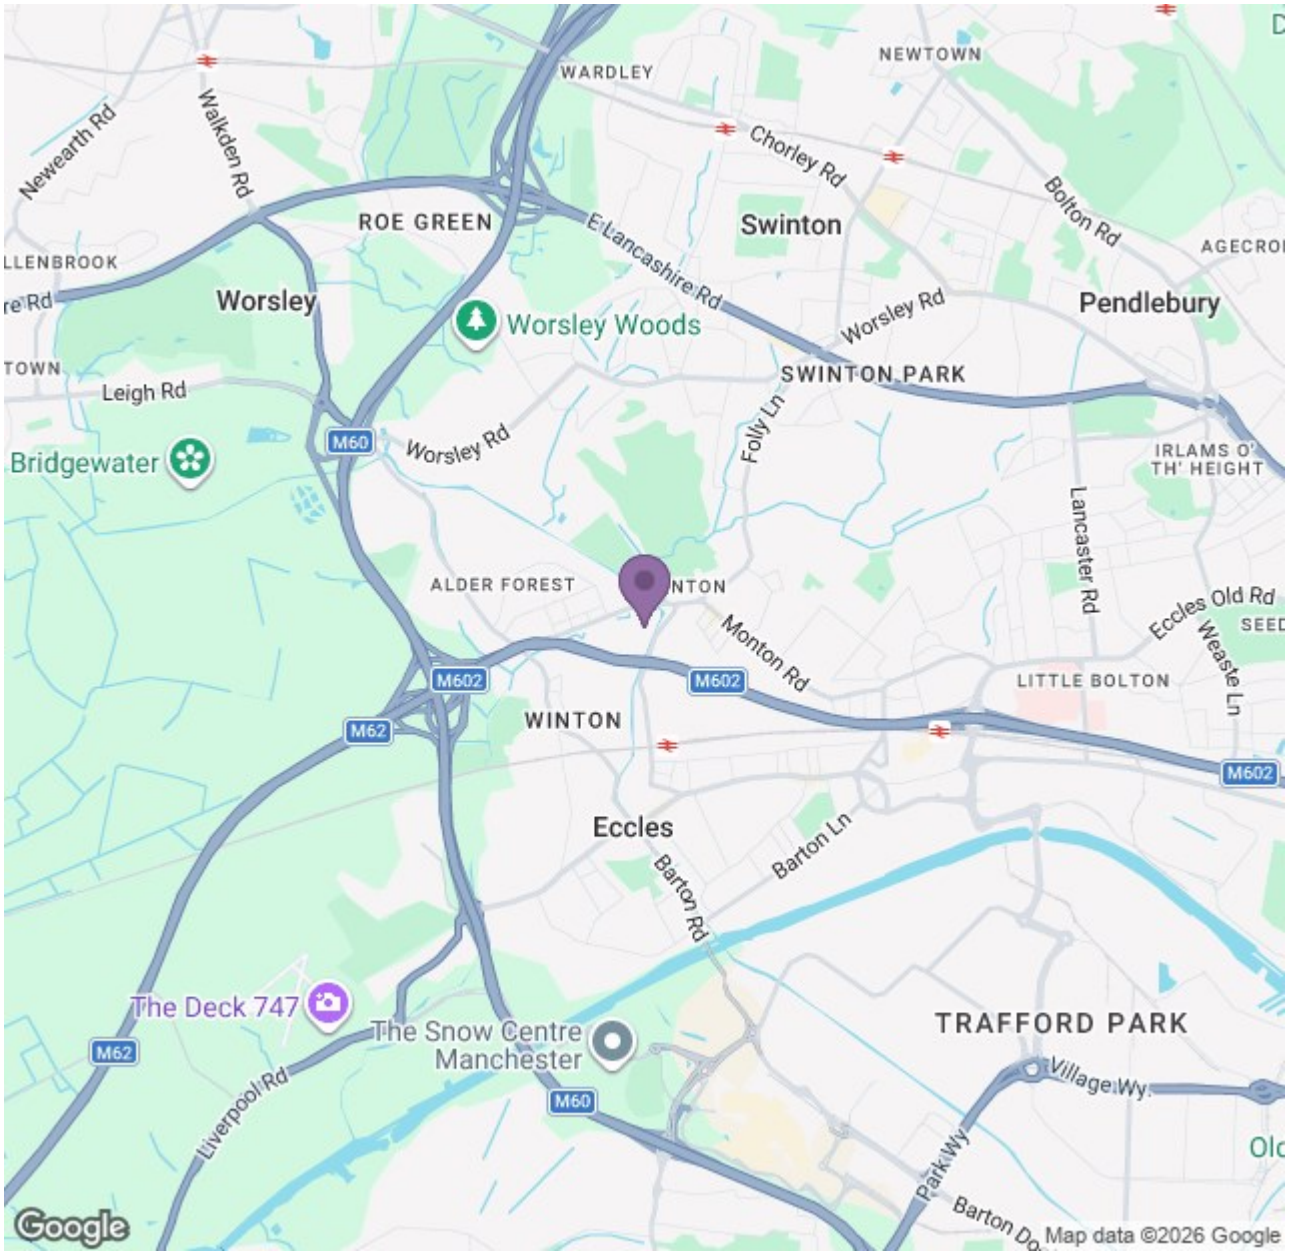 NEWTOWN
WARDLEY
Chorley Rd
Newearth Rd
Walkden Rd
Bolton Rd
ROE GREEN
Swinton
E Lancashire Rd
AGECRO
LLENBROOK
Worsley
re Rd
Worsley Rd
Pendlebury
Worsley Woods
TOWN
SWINTON PARK
Leigh Rd
Folly Ln
M60
Worsley Rd
Bridgewater
IRLAMS O'
TH' HEIGHT
Lancaster Rd
ALDER FOREST
NTON
Eccles Old Rd
SEED
Monton Rd
Weaste Ln
M602
M602
LITTLE BOLTON
WINTON
M62
M602
Eccles
Barton Ln
Barton Rd
The Deck 747
The Snow Centre
Manchester
TRAFFORD PARK
M62
Village Wy
Liverpool Rd
M60
Park Wy
Old
Barton Do
Google
Map data ©2026 Google